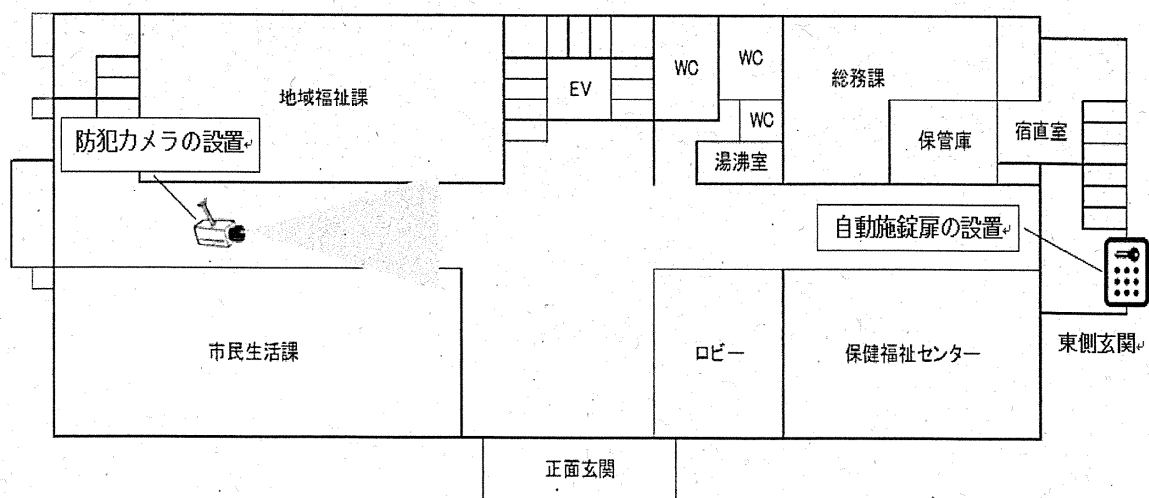 地域福祉課
EV
WC
WC
WC
湯沸室
総務課
保管庫
宿直室
防犯カメラの設置↵
自動施錠扉の設置↵
市民生活課
ロビー
保健福祉センター
東側玄関↵
正面玄関